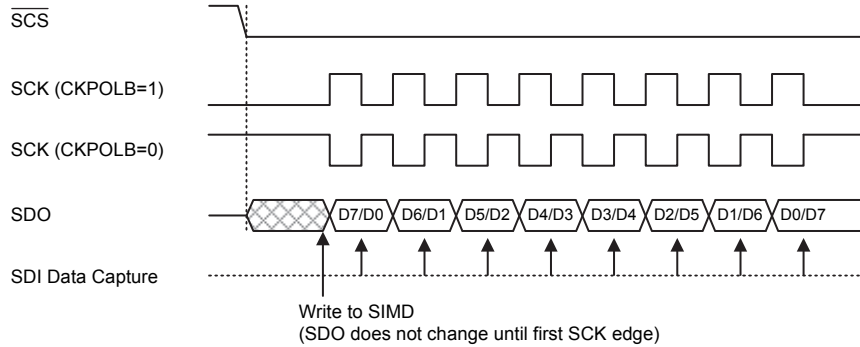 SCS
SCK (CKPOLB=1)
SCK (CKPOLB=0)
SDO
D7/D0 D6/D1 D5/D2 D4/D3 D3/D4 D2/D5 D1/D6 D0/D7
SDI Data Capture
Write to SIMD
(SDO does not change until first SCK edge)